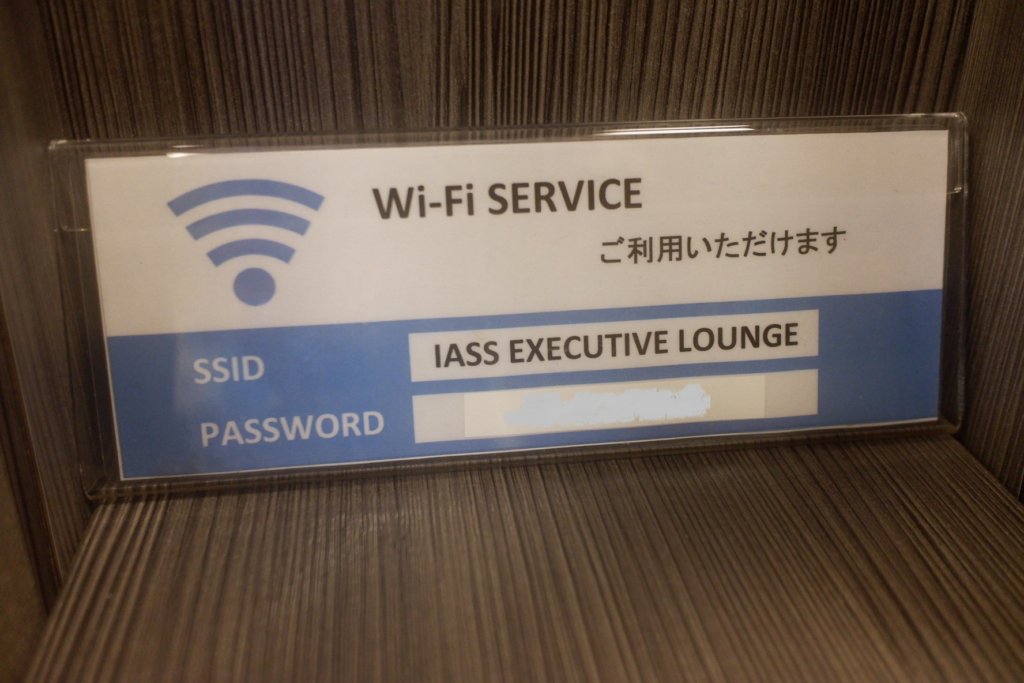 Wi-Fi SERVICE
ご利用いただけます
SSID IASS EXECUTIVE LOUNGE
PASSWORD